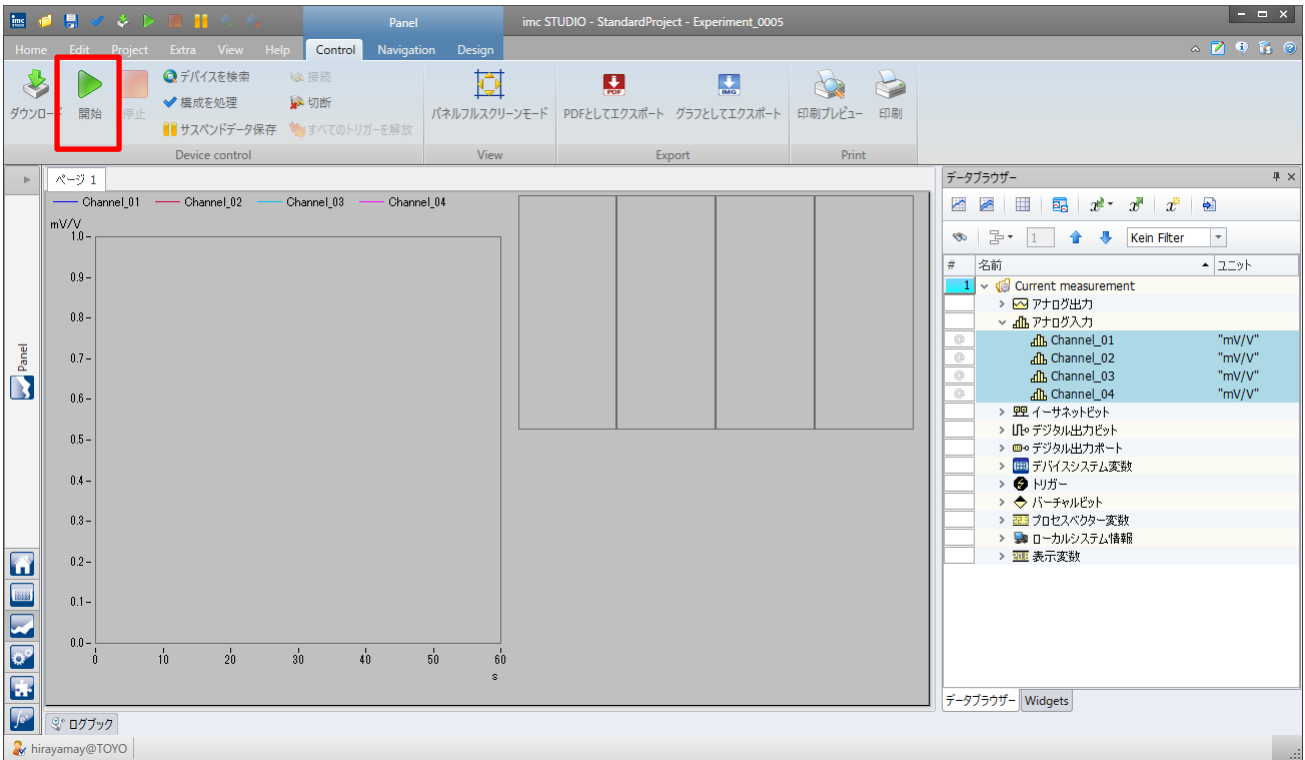 imc STUDIO
Panel
imc STUDIO - StandardProject - Experiment_0005
Home Edit Project Extra View Help Control Navigation Design
ダウンロード 開始 停止
デバイスを検索 接続
構成を処理 切断
サスペンドデータ保存 すべてのトリガーを解放
パネルフルスクリーンモード
PDF
PDFとしてエクスポート
IMG
グラフとしてエクスポート
印刷プレビュー 印刷
Device control View Export Print
ページ 1
Channel_01 Channel_02 Channel_03 Channel_04
mV/V
1.0
0.9
0.8
0.7
0.6
0.5
0.4
0.3
0.2
0.1
0.0
0 10 20 30 40 50 60
s
Panel
データブラウザー
1 Kein Filter
# 名前 ユニット
1 Current measurement
アナログ出力
アナログ入力
@ Channel_01 "mV/V"
@ Channel_02 "mV/V"
@ Channel_03 "mV/V"
@ Channel_04 "mV/V"
イーサネットビット
デジタル出力ビット
デジタル出力ポート
デバイスシステム変数
トリガー
バーチャルビット
プロセスベクター変数
ローカルシステム情報
表示変数
データブラウザー Widgets
ログブック
hirayamay@TOYO